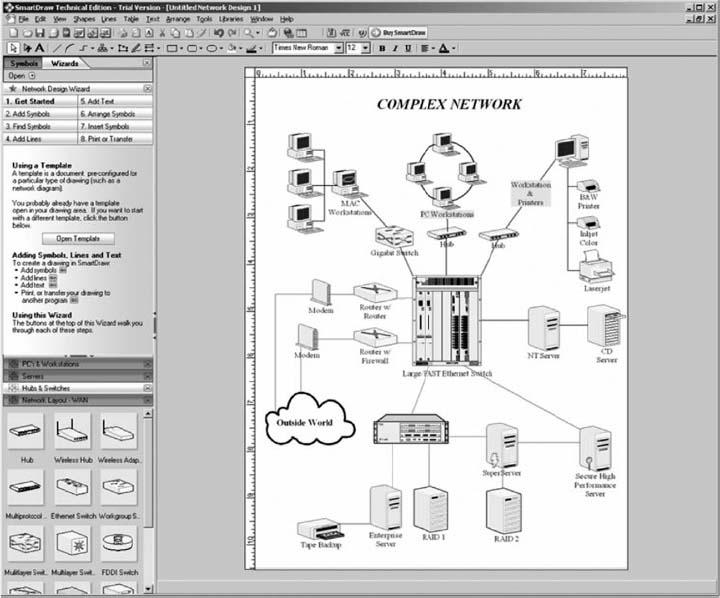 SmartDraw Technical Edition - Trial Version - [Untitled Network Design 1]
File Edit View Shapes Lines Table Text Arrange Tools Libraries Window Help
Buy SmartDraw
Times New Roman 12 B I U
Symbols Wizards
Open
Network Design Wizard
1. Get Started 5. Add Text
2. Add Symbols 6. Arrange Symbols
3. Find Symbols 7. Insert Symbols
4. Add Lines 8. Print or Transfer
Using a Template
A template is a document pre-configured for
a particular type of drawing (such as a
network diagram).
You probably already have a template
open in your drawing area. If you want to start
with a different template, click the button
below.
Open Template
Adding Symbols, Lines and Text
To create a drawing in SmartDraw:
• Add symbols
• Add lines
• Add text
• Print, or transfer your drawing to
another program
Using this Wizard
The buttons at the top of this Wizard walk you
through each of these steps.
PC's & Workstations
Servers
Hubs & Switches
Network Layout - WAN
Hub Wireless Hub Wireless Adap..
Multiprotocol .. Ethernet Switch Workgroup S..
Mulitlayer Swit.. Multilayer Swit.. FDDI Switch
COMPLEX NETWORK
MAC
Workstations
PC Workstations
Workstation
&
Printers
B&W
Printer
Inkjet
Color
Laserjet
Gigabit Switch
Hub
Hub
Modem
Router w/
Router
Modem
Router w/
Firewall
Large FAST Ethernet Switch
NT Server
CD
Server
Outside World
SuperServer
Secure High
Performance
Server
Tape Backup
Enterprise
Server
RAID 1
RAID 2